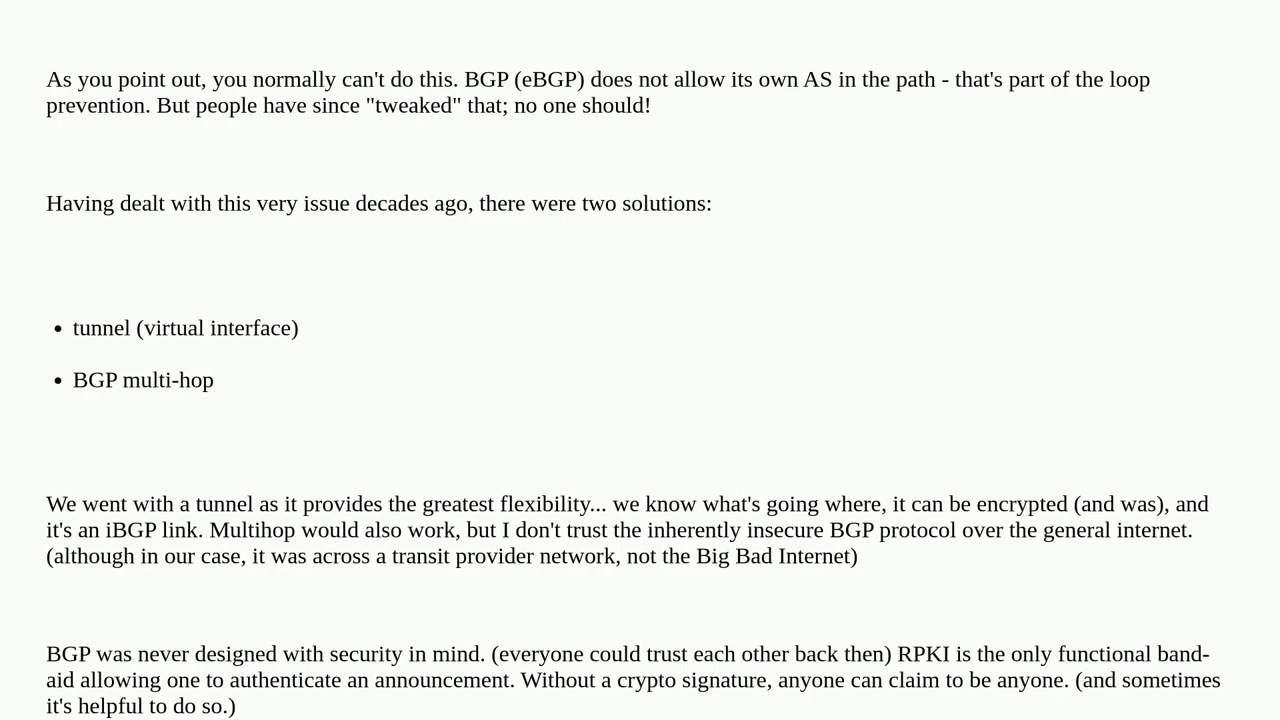 As you point out, you normally can't do this. BGP (eBGP) does not allow its own AS in the path - that's part of the loop
prevention. But people have since "tweaked" that; no one should!
Having dealt with this very issue decades ago, there were two solutions:
• tunnel (virtual interface)
• BGP multi-hop
We went with a tunnel as it provides the greatest flexibility... we know what's going where, it can be encrypted (and was), and
it's an iBGP link. Multihop would also work, but I don't trust the inherently insecure BGP protocol over the general internet.
(although in our case, it was across a transit provider network, not the Big Bad Internet)
BGP was never designed with security in mind. (everyone could trust each other back then) RPKI is the only functional band-
aid allowing one to authenticate an announcement. Without a crypto signature, anyone can claim to be anyone. (and sometimes
it's helpful to do so.)